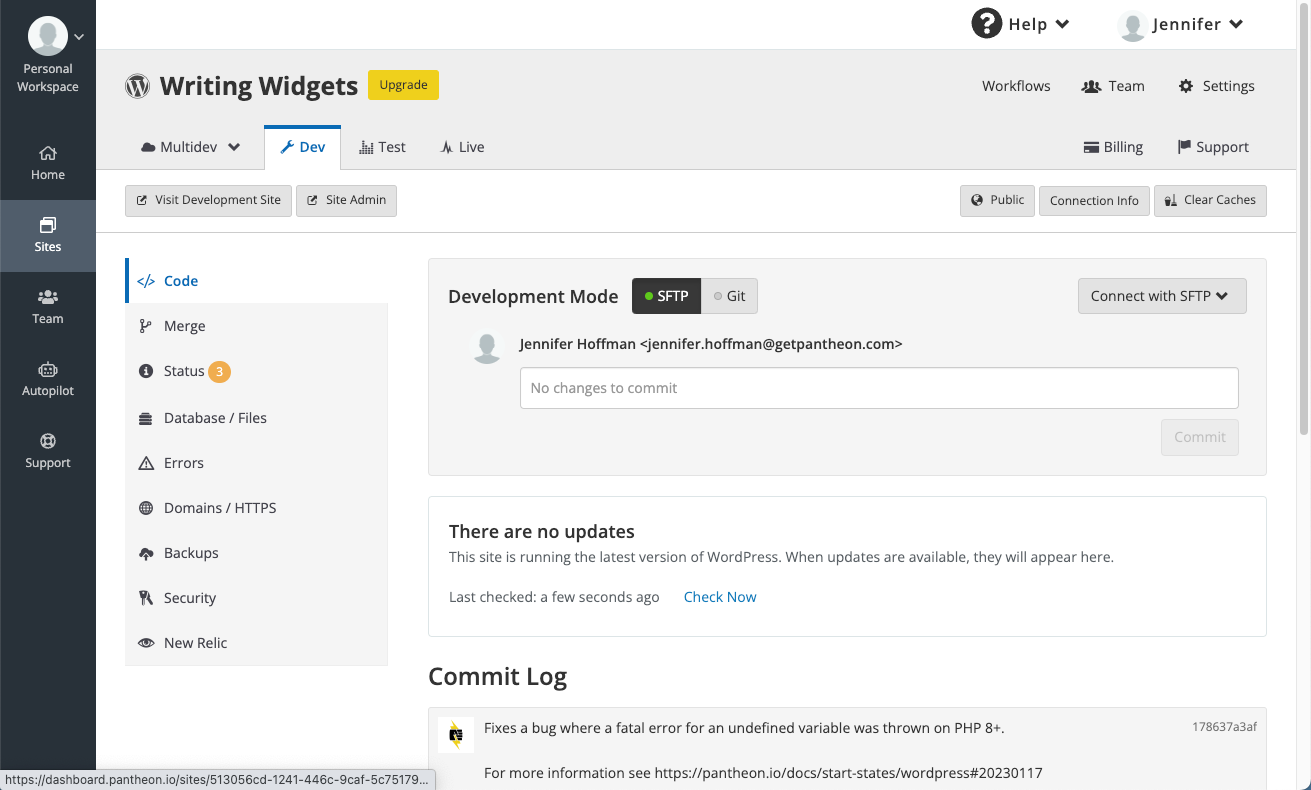 Personal
Workspace
Home
Sites
Team
Autopilot
Support
Help
Jennifer
Writing Widgets
Upgrade
Workflows
Team
Settings
Multidev
Dev
Test
Live
Billing
Support
Visit Development Site
Site Admin
Public
Connection Info
Clear Caches
Code
Merge
Status 3
Database / Files
Errors
Domains / HTTPS
Backups
Security
New Relic
Development Mode
SFTP
Git
Connect with SFTP
Jennifer Hoffman <jennifer.hoffman@getpantheon.com>
No changes to commit
Commit
There are no updates
This site is running the latest version of WordPress. When updates are available, they will appear here.
Last checked: a few seconds ago Check Now
Commit Log
Fixes a bug where a fatal error for an undefined variable was thrown on PHP 8+. 178637a3af
For more information see https://pantheon.io/docs/start-states/wordpress#20230117
https://dashboard.pantheon.io/sites/513056cd-1241-446c-9caf-5c75179...